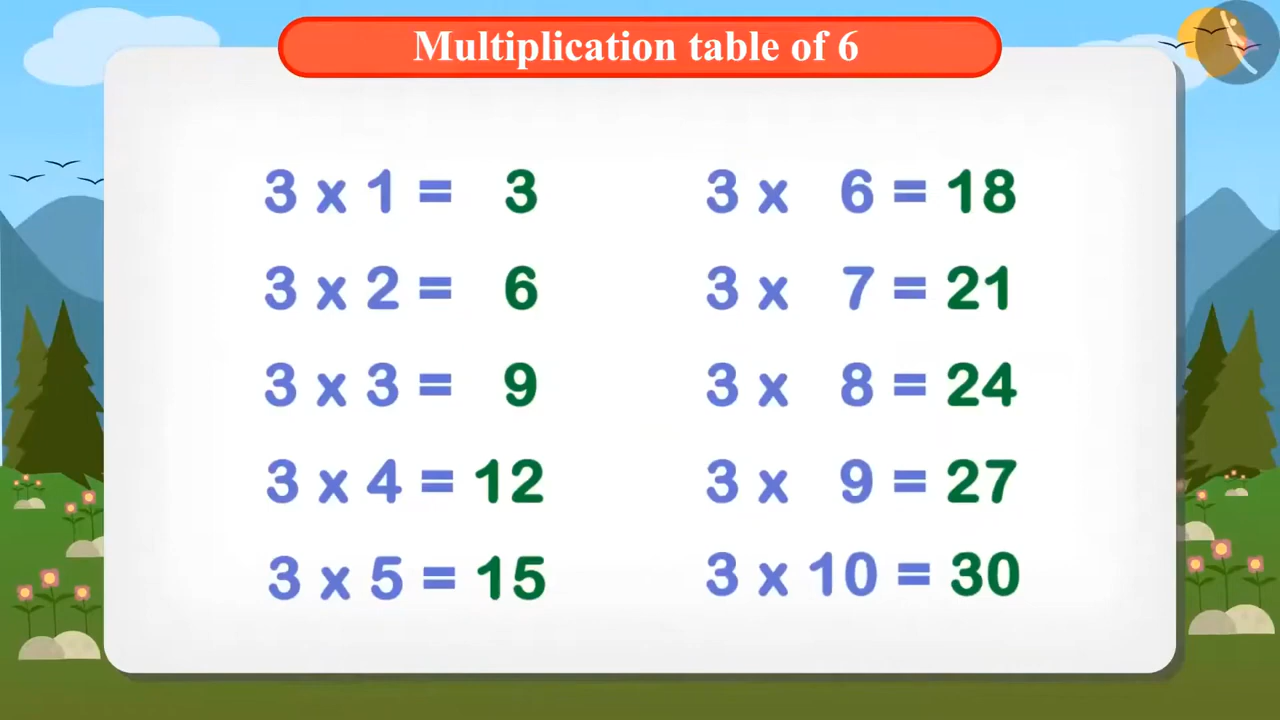 Multiplication table of 6
3 x 1 = 3
3 x 2 = 6
3 x 3 = 9
3 x 4 = 12
3 x 5 = 15
3 x 6 = 18
3 x 7 = 21
3 x 8 = 24
3 x 9 = 27
3 x 10 = 30